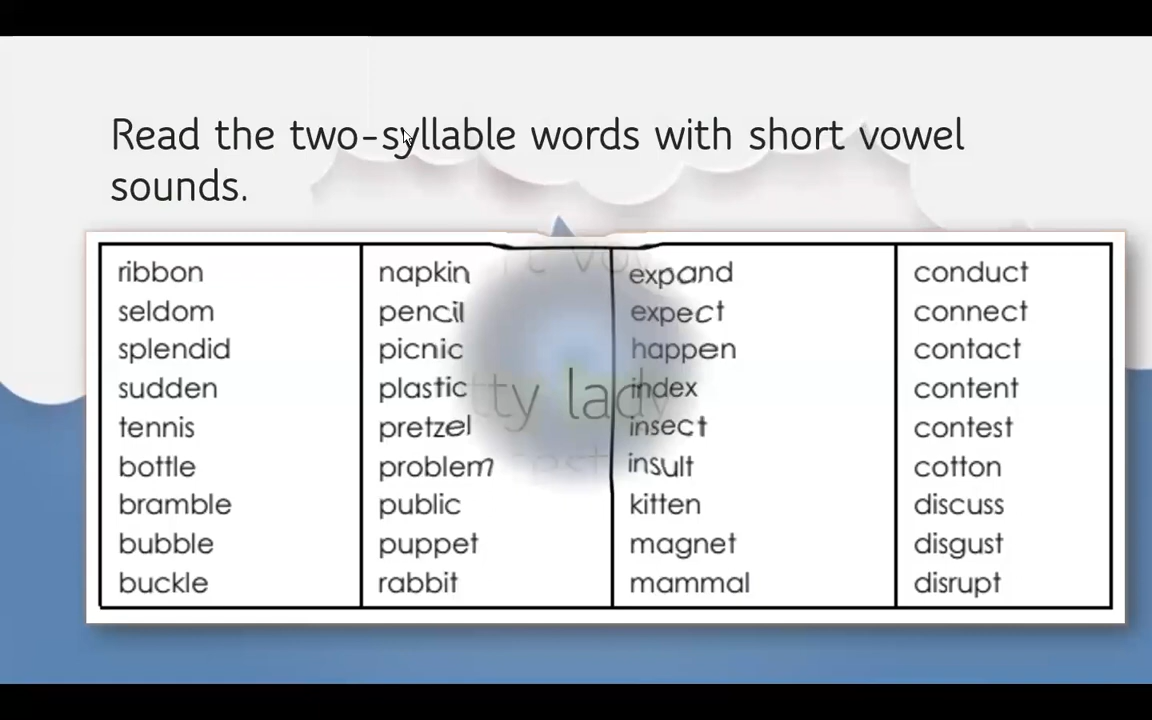 Read the two-syllable words with short vowel
sounds.
ribbon napkin expand conduct
seldom pencil expect connect
splendid picnic happen contact
sudden plastic index content
tennis pretzel insect contest
bottle problem insult cotton
bramble public kitten discuss
bubble puppet magnet disgust
buckle rabbit mammal disrupt
lady